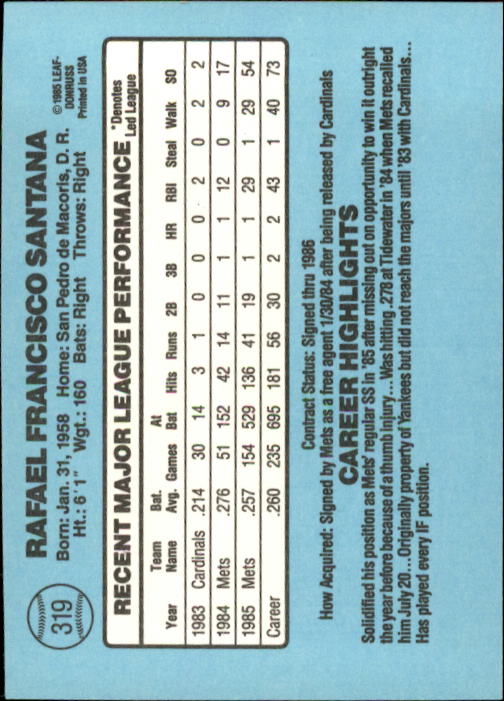 319
RAFAEL FRANCISCO SANTANA
©1985 LEAF-
DONRUSS
Printed in USA
Born: Jan. 31, 1958 Home: San Pedro de Macoris, D. R.
Ht.: 6'1" Wgt.: 160 Bats: Right Throws: Right
RECENT MAJOR LEAGUE PERFORMANCE
*Denotes
Led League
Team Bat. At
Year Name Avg. Games Bat Hits Runs 2B 3B HR RBI Steal Walk SO
1983 Cardinals .214 30 14 3 1 0 0 0 2 0 2 2
1984 Mets .276 51 152 42 14 11 1 1 12 0 9 17
1985 Mets .257 154 529 136 41 19 1 1 29 1 29 54
Career .260 235 695 181 56 30 2 2 43 1 40 73
Contract Status: Signed thru 1986
How Acquired: Signed by Mets as a free agent 1/30/84 after being released by Cardinals
CAREER HIGHLIGHTS
Solidified his position as Mets' regular SS in '85 after missing out on opportunity to win it outright
the year before because of a thumb injury... Was hitting .278 at Tidewater in '84 when Mets recalled
him July 20... Originally property of Yankees but did not reach the majors until '83 with Cardinals...
Has played every IF position.